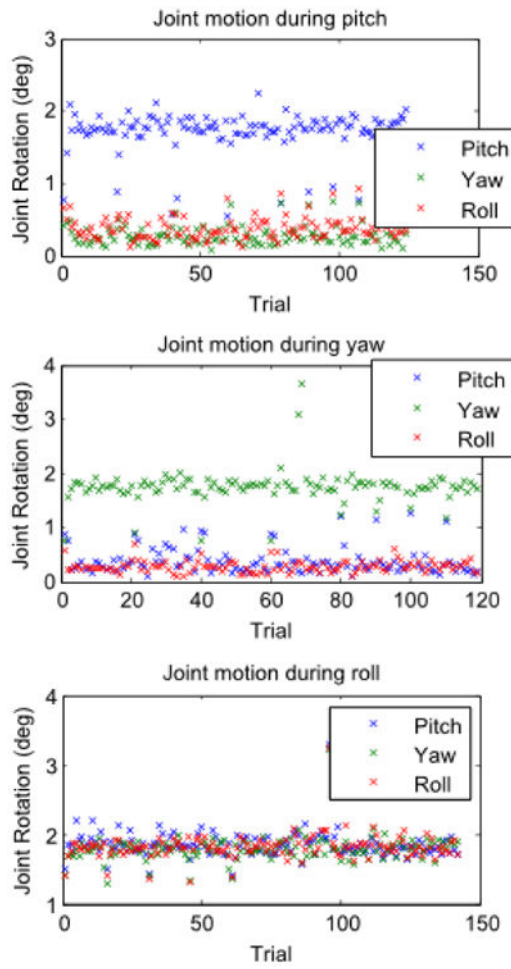 Joint motion during pitch
3
2
1
0
Joint Rotation (deg)
Pitch
Yaw
Roll
0 50 100 150
Trial
Joint motion during yaw
4
3
2
1
0
Joint Rotation (deg)
Pitch
Yaw
Roll
0 20 40 60 80 100 120
Trial
Joint motion during roll
4
3
2
1
Joint Rotation (deg)
Pitch
Yaw
Roll
0 50 100 150
Trial